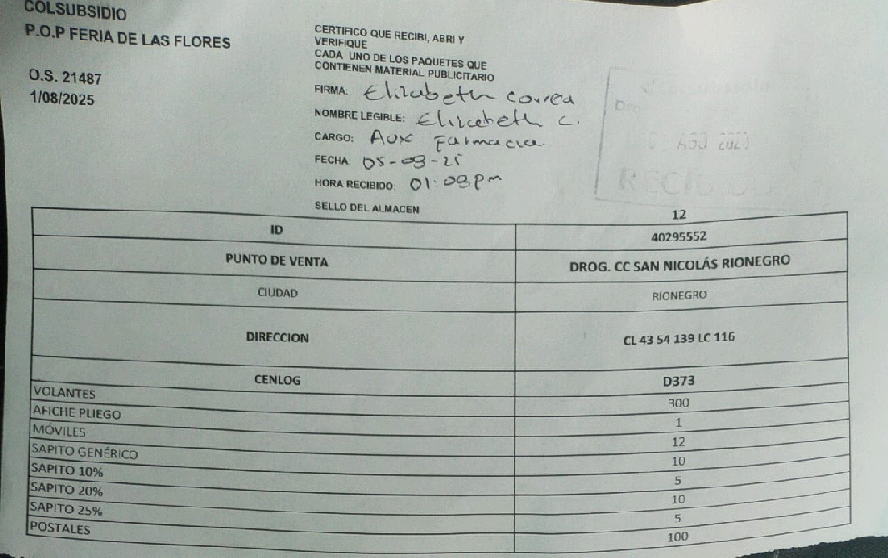 COLSUBSIDIO
P.O.P FERIA DE LAS FLORES
O.S. 21487
1/08/2025
CERTIFICO QUE RECIBI, ABRI Y
VERIFIQUE
CADA UNO DE LOS PAQUETES QUE
CONTIENEN MATERIAL PUBLICITARIO
FIRMA: Elizabeth correa
NOMBRE LEGIBLE: Elizabeth C.
CARGO: Aux Farmacia
FECHA 05-08-25
HORA RECIBIDO 01:08pm
SELLO DEL ALMACEN
AGO
RECIBIDO
12
ID 40295552
PUNTO DE VENTA DROG. CC SAN NICOLÁS RIONEGRO
CIUDAD RIONEGRO
DIRECCION CL 43 54 139 LC 116
CENLOG D373
VOLANTES 300
AFICHE PLIEGO 1
MÓVILES 12
SAPITO GENÉRICO 10
SAPITO 10% 5
SAPITO 20% 10
SAPITO 25% 5
POSTALES 100